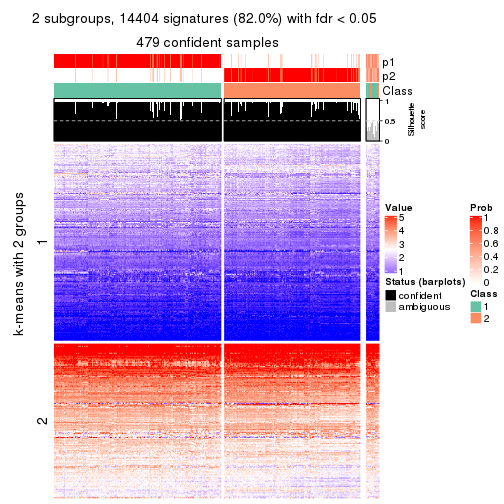 2 subgroups, 14404 signatures (82.0%) with fdr < 0.05
479 confident samples
p1
p2
Class
1
0.5
0
Silhouette
score
k-means with 2 groups
1
2
Value
5
4
3
2
1
Status (barplots)
confident
ambiguous
Prob
1
0.8
0.6
0.4
0.2
0
Class
1
2